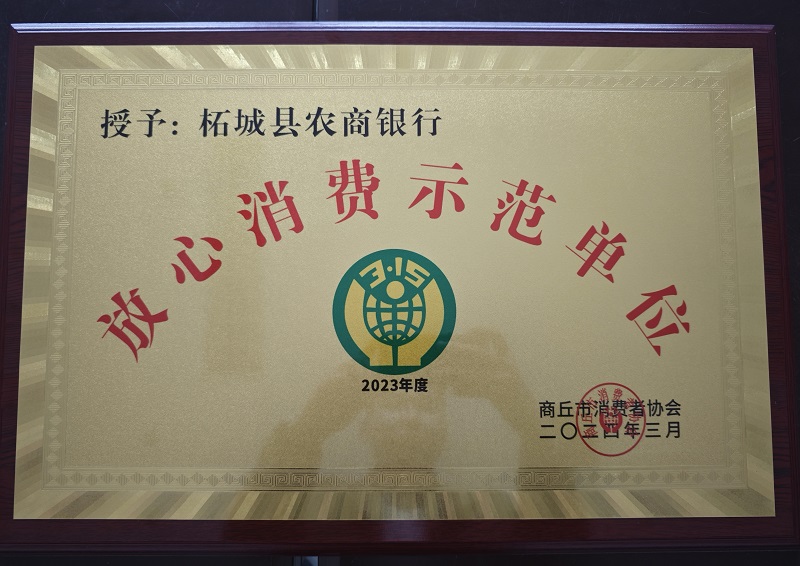 授予：柘城县农商银行
放心消费示范单位
3·15
2023年度
商丘市消费者协会
二〇二四年三月